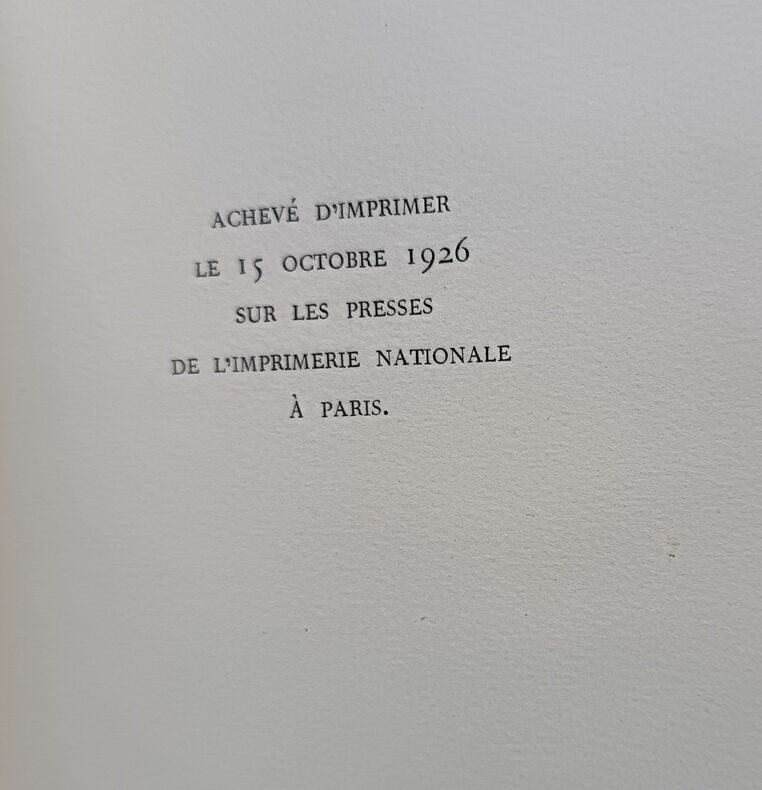 ACHEVÉ D'IMPRIMER
LE 15 OCTOBRE 1926
SUR LES PRESSES
DE L'IMPRIMERIE NATIONALE
À PARIS.